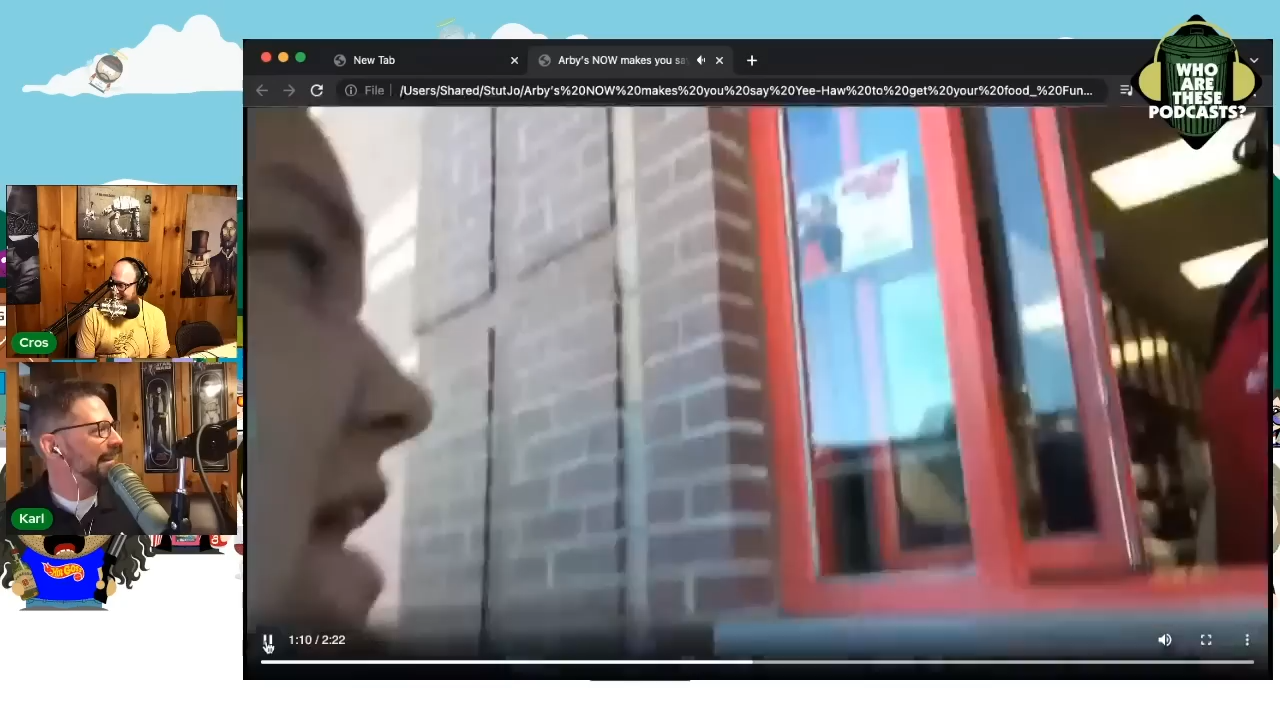 New Tab
Arby's NOW makes you sa
File
/Users/Shared/StutJo/Arby's%20NOW%20makes%20you%20say%20Yee-Haw%20to%20get%20your%20food_%20Fun...
WHO
ARE
THESE
PODCASTS?
Cros
Karl
1:10 / 2:22